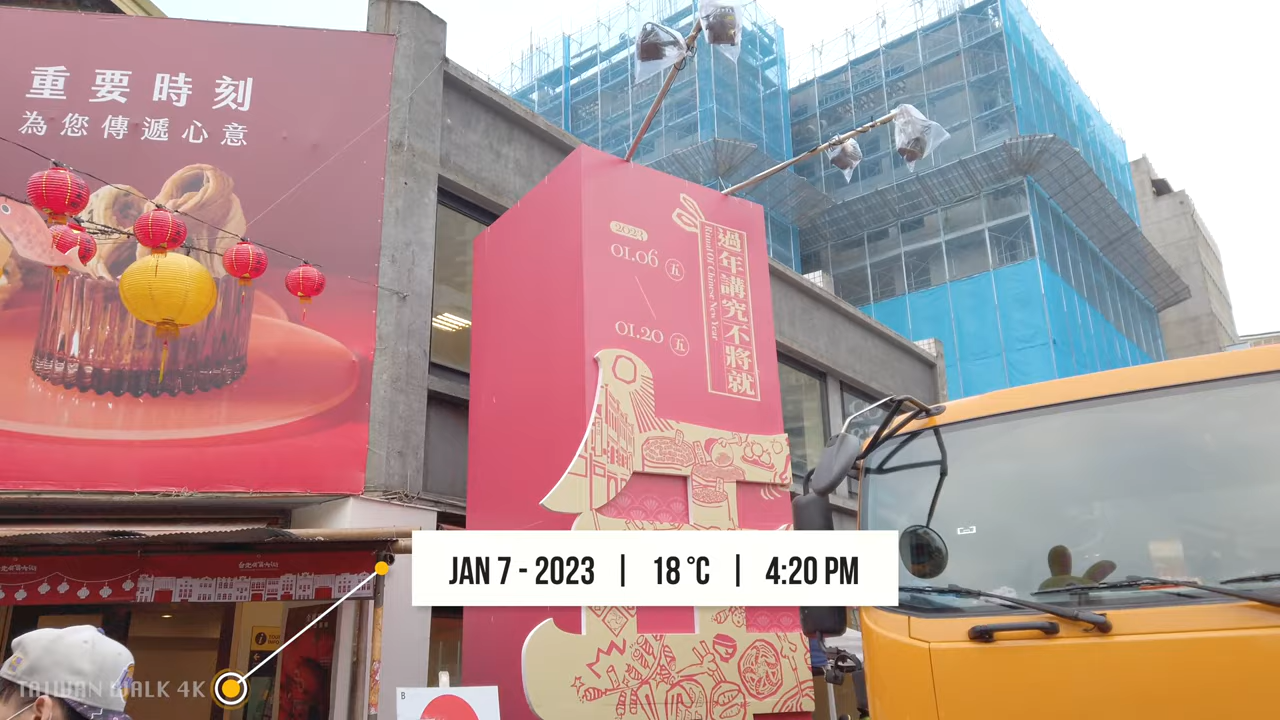 重要時刻
為您傳遞心意
2023
01.06 五
01.20 五
過年講究不將就
Ritual Of Chinese New Year
JAN 7 - 2023 | 18 °C | 4:20 PM
B
TAIWAN WALK 4K